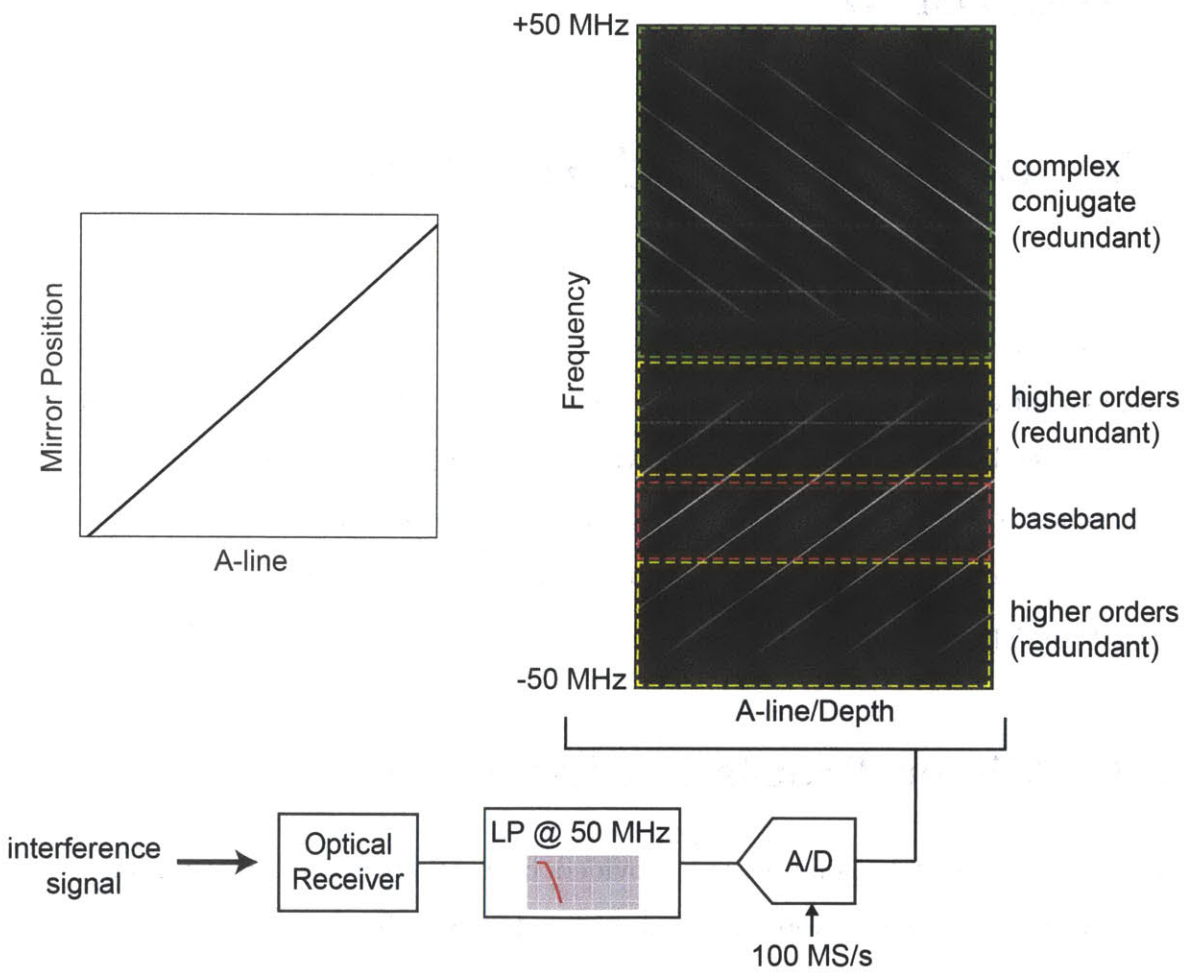 +50 MHz
complex
conjugate
(redundant)
Mirror Position
Frequency
higher orders
(redundant)
baseband
A-line
higher orders
(redundant)
-50 MHz
A-line/Depth
interference
signal
Optical
Receiver
LP @ 50 MHz
A/D
100 MS/s